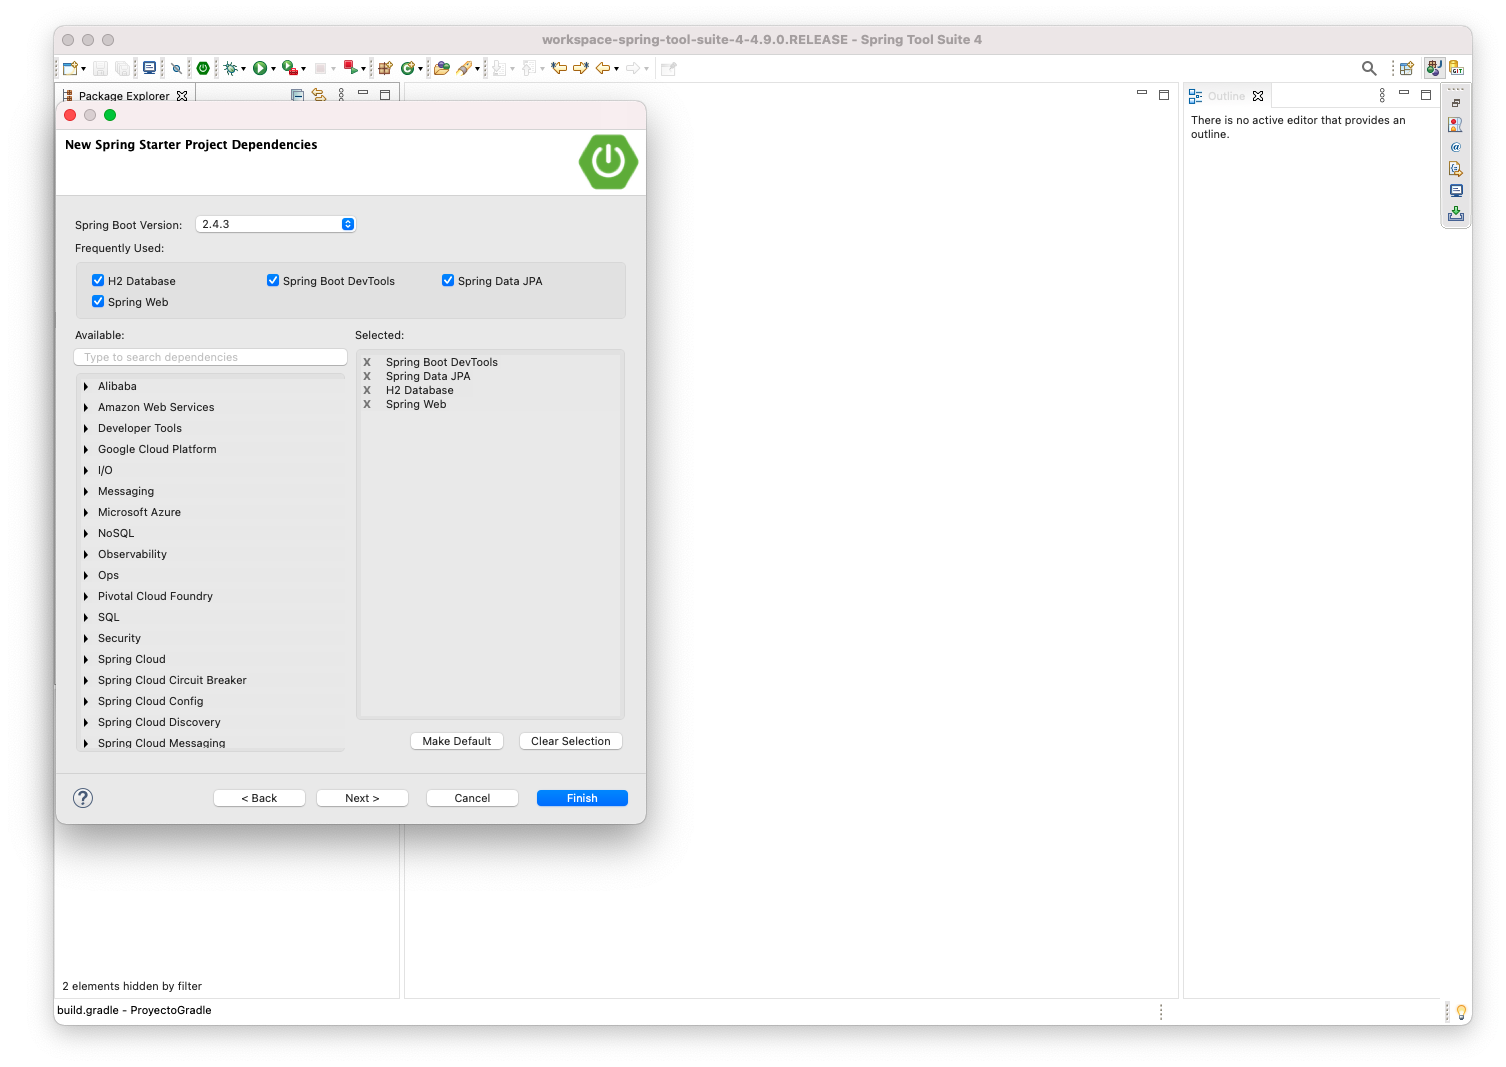 workspace-spring-tool-suite-4-4.9.0.RELEASE - Spring Tool Suite 4
Package Explorer
Outline
There is no active editor that provides an
outline.
New Spring Starter Project Dependencies
Spring Boot Version: 2.4.3
Frequently Used:
H2 Database Spring Boot DevTools Spring Data JPA
Spring Web
Available:
Type to search dependencies
Alibaba
Amazon Web Services
Developer Tools
Google Cloud Platform
I/O
Messaging
Microsoft Azure
NoSQL
Observability
Ops
Pivotal Cloud Foundry
SQL
Security
Spring Cloud
Spring Cloud Circuit Breaker
Spring Cloud Config
Spring Cloud Discovery
Spring Cloud Messaging
Selected:
X Spring Boot DevTools
X Spring Data JPA
X H2 Database
X Spring Web
Make Default Clear Selection
? < Back Next > Cancel Finish
2 elements hidden by filter
build.gradle - ProyectoGradle